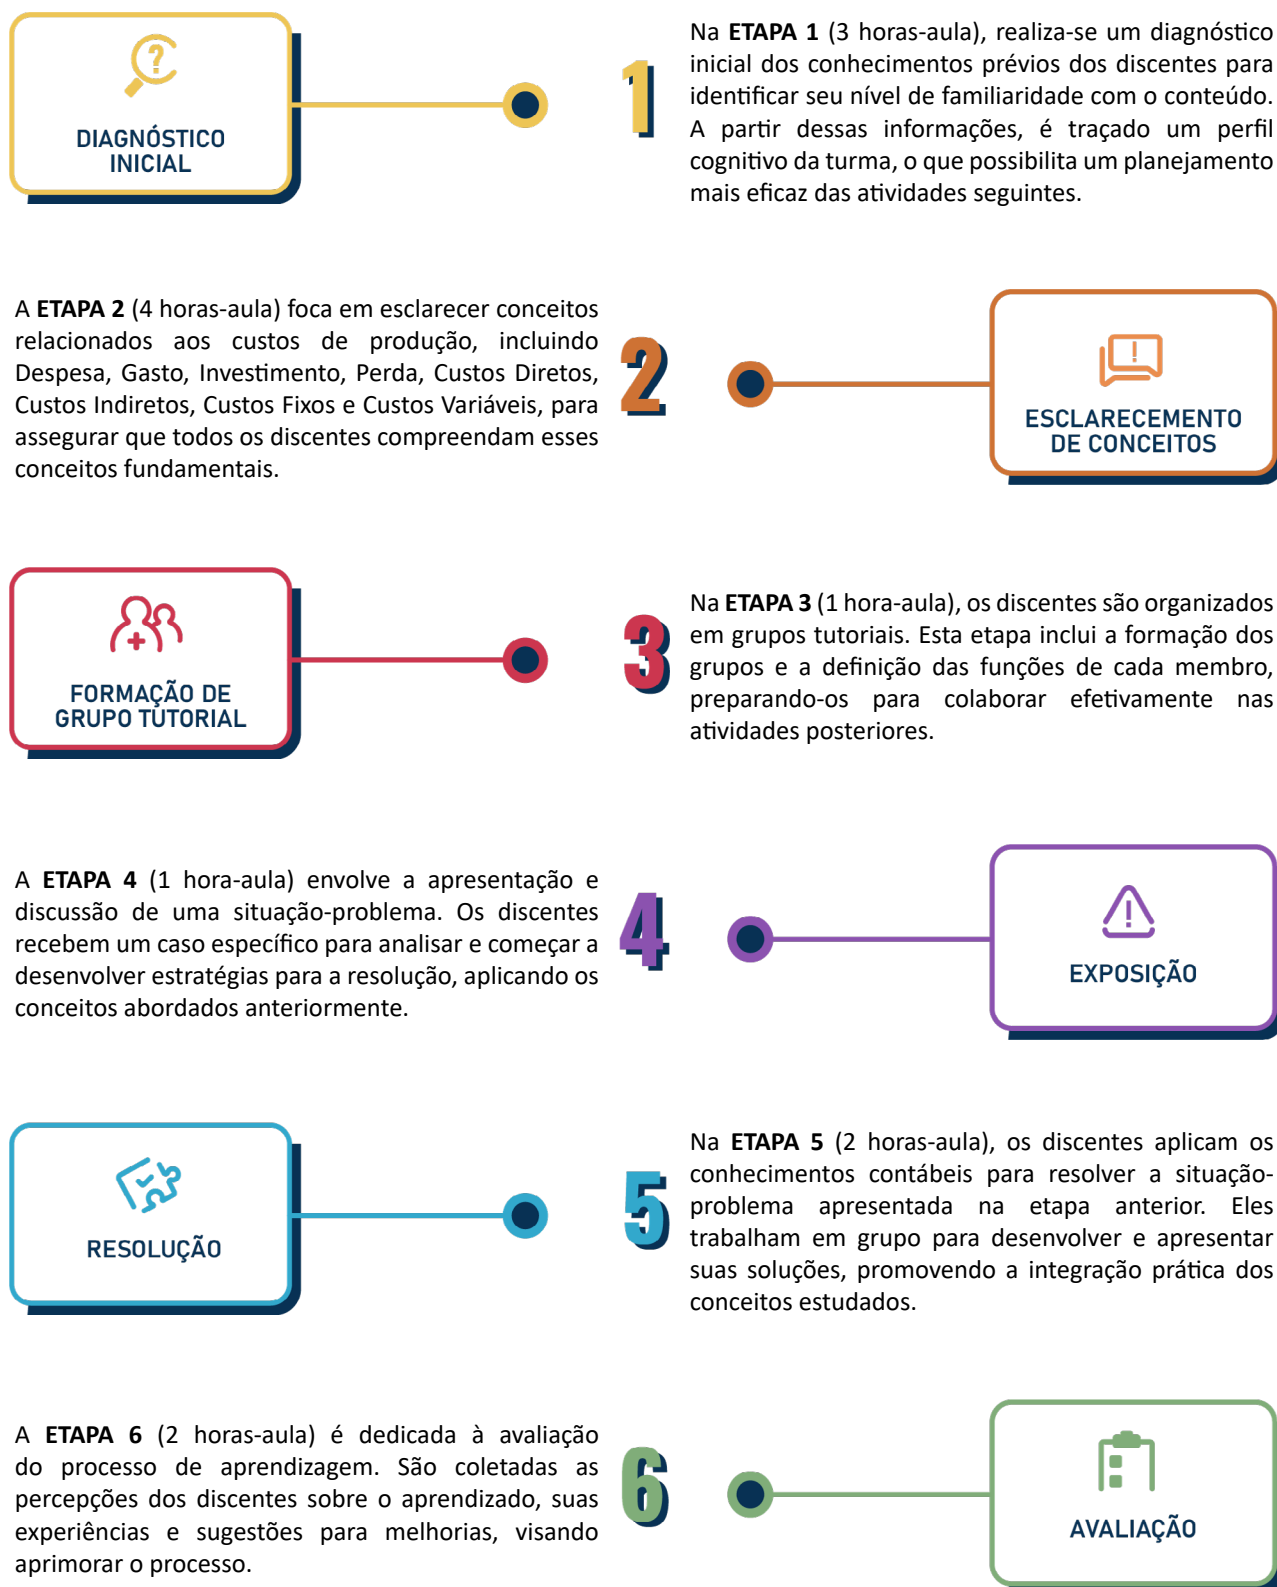 DIAGNÓSTICO
INICIAL
1
Na ETAPA 1 (3 horas-aula), realiza-se um diagnóstico
inicial dos conhecimentos prévios dos discentes para
identificar seu nível de familiaridade com o conteúdo.
A partir dessas informações, é traçado um perfil
cognitivo da turma, o que possibilita um planejamento
mais eficaz das atividades seguintes.
A ETAPA 2 (4 horas-aula) foca em esclarecer conceitos
relacionados aos custos de produção, incluindo
Despesa, Gasto, Investimento, Perda, Custos Diretos,
Custos Indiretos, Custos Fixos e Custos Variáveis, para
assegurar que todos os discentes compreendam esses
conceitos fundamentais.
2
ESCLARECEMENTO
DE CONCEITOS
FORMAÇÃO DE
GRUPO TUTORIAL
3
Na ETAPA 3 (1 hora-aula), os discentes são organizados
em grupos tutoriais. Esta etapa inclui a formação dos
grupos e a definição das funções de cada membro,
preparando-os para colaborar efetivamente nas
atividades posteriores.
A ETAPA 4 (1 hora-aula) envolve a apresentação e
discussão de uma situação-problema. Os discentes
recebem um caso específico para analisar e começar a
desenvolver estratégias para a resolução, aplicando os
conceitos abordados anteriormente.
4
EXPOSIÇÃO
RESOLUÇÃO
5
Na ETAPA 5 (2 horas-aula), os discentes aplicam os
conhecimentos contábeis para resolver a situação-
problema apresentada na etapa anterior. Eles
trabalham em grupo para desenvolver e apresentar
suas soluções, promovendo a integração prática dos
conceitos estudados.
A ETAPA 6 (2 horas-aula) é dedicada à avaliação
do processo de aprendizagem. São coletadas as
percepções dos discentes sobre o aprendizado, suas
experiências e sugestões para melhorias, visando
aprimorar o processo.
6
AVALIAÇÃO